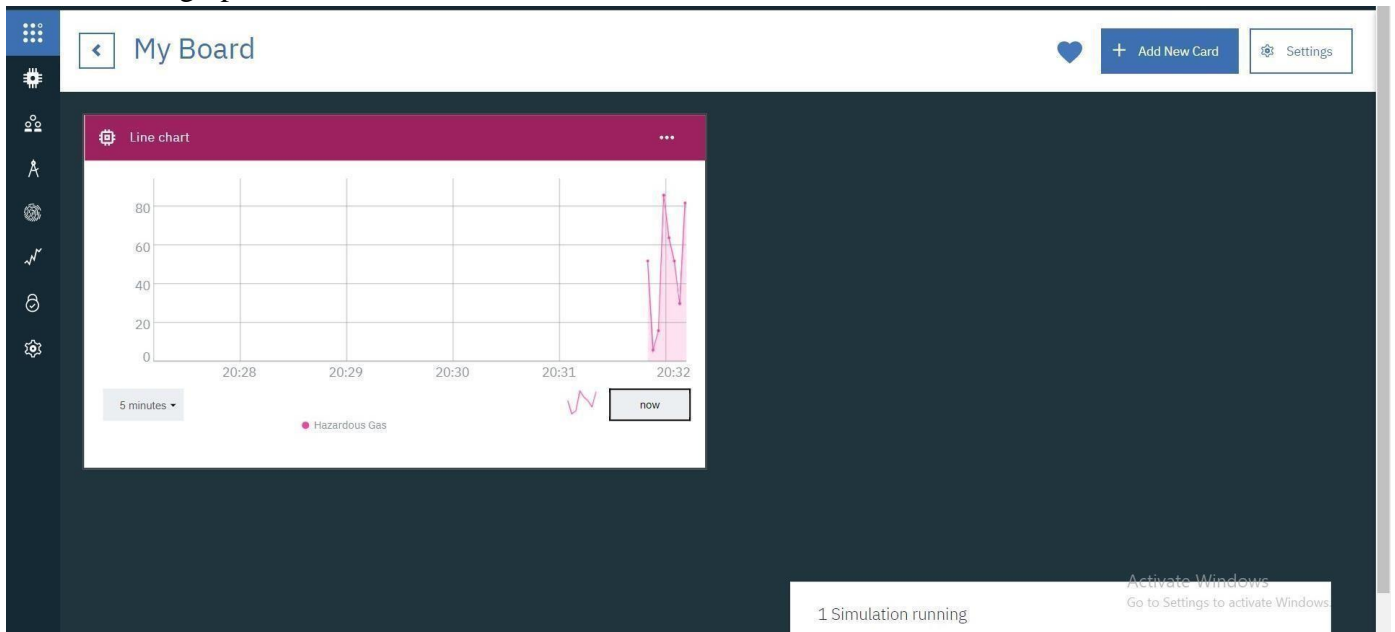 My Board
+ Add New Card
Settings
Line chart
...
80
60
40
20
0
20:28 20:29 20:30 20:31 20:32
5 minutes
now
Hazardous Gas
Activate Windows
Go to Settings to activate Windows.
1 Simulation running